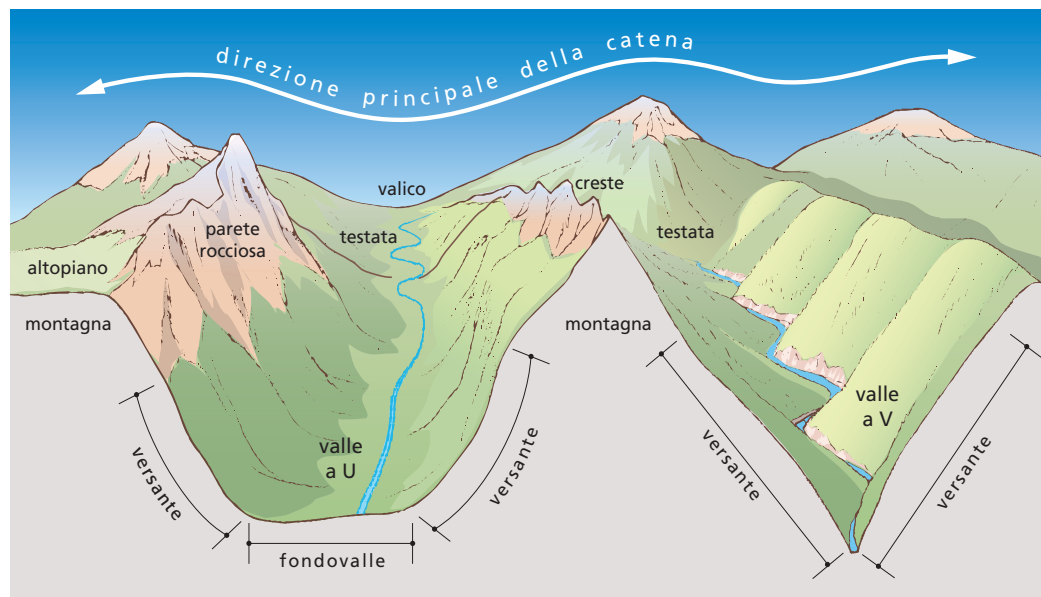 direzione principale della catena
valico
creste
testata
testata
parete
rocciosa
altopiano
montagna
montagna
valle
a U
valle
a V
versante
versante
versante
versante
fondovalle